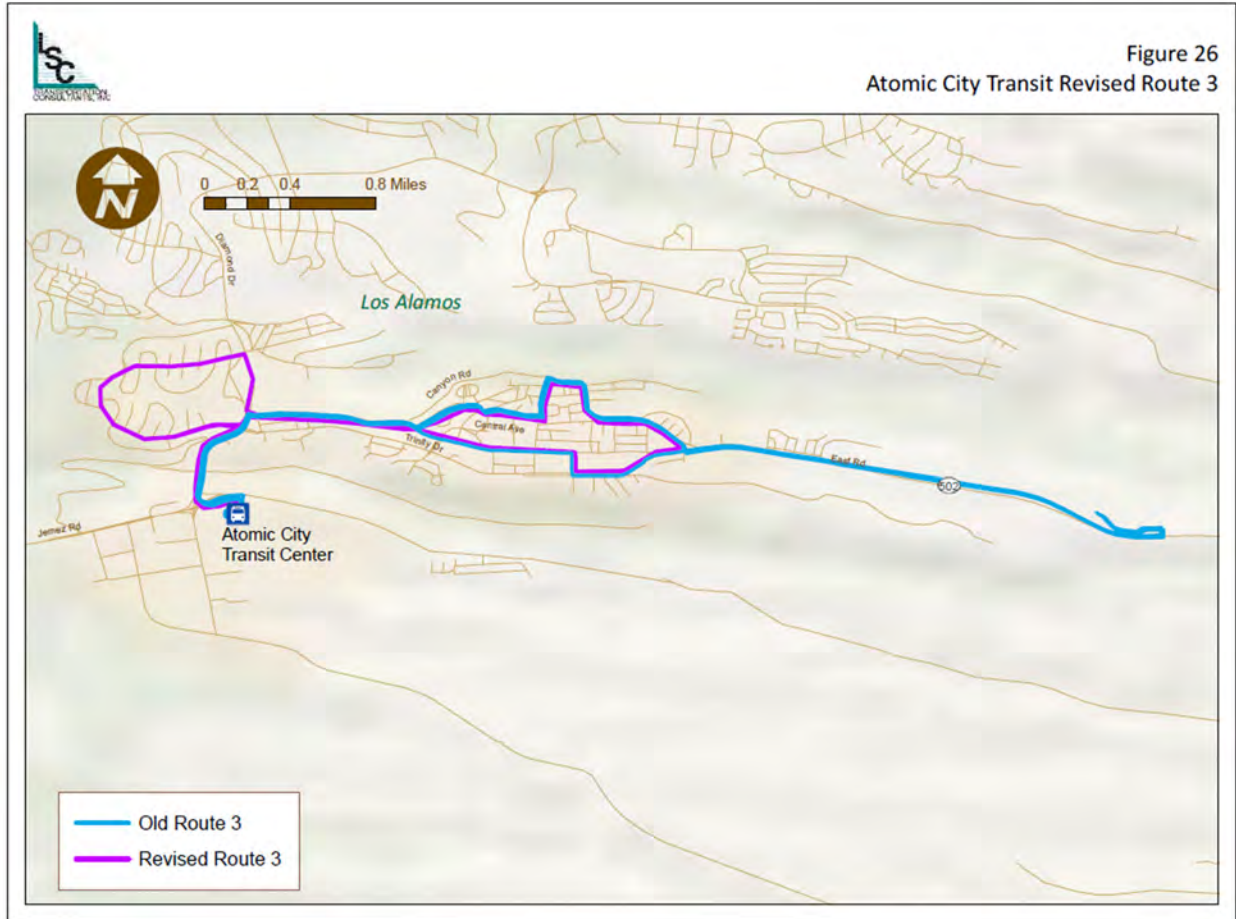 LSC
TRANSPORTATION
CONSULTANTS, INC
Figure 26
Atomic City Transit Revised Route 3
N
0 0.2 0.4 0.8 Miles
Diamond Dr
Los Alamos
Canyon Rd
Central Ave
Trinity Dr
East Rd
502
Jemez Rd
Atomic City
Transit Center
Old Route 3
Revised Route 3